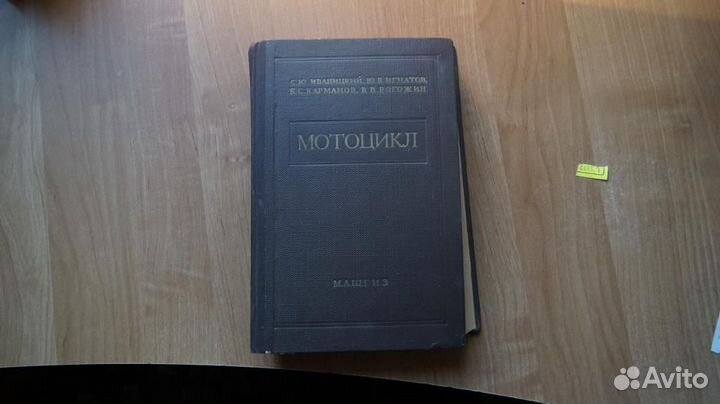 С. Ю. ИВАНИЦКИЙ, Ю. В. ИГНАТОВ,
Б. С. КАРМАНОВ, В. В. РОГОЖИН
МОТОЦИКЛ
МАШГИЗ
Avito